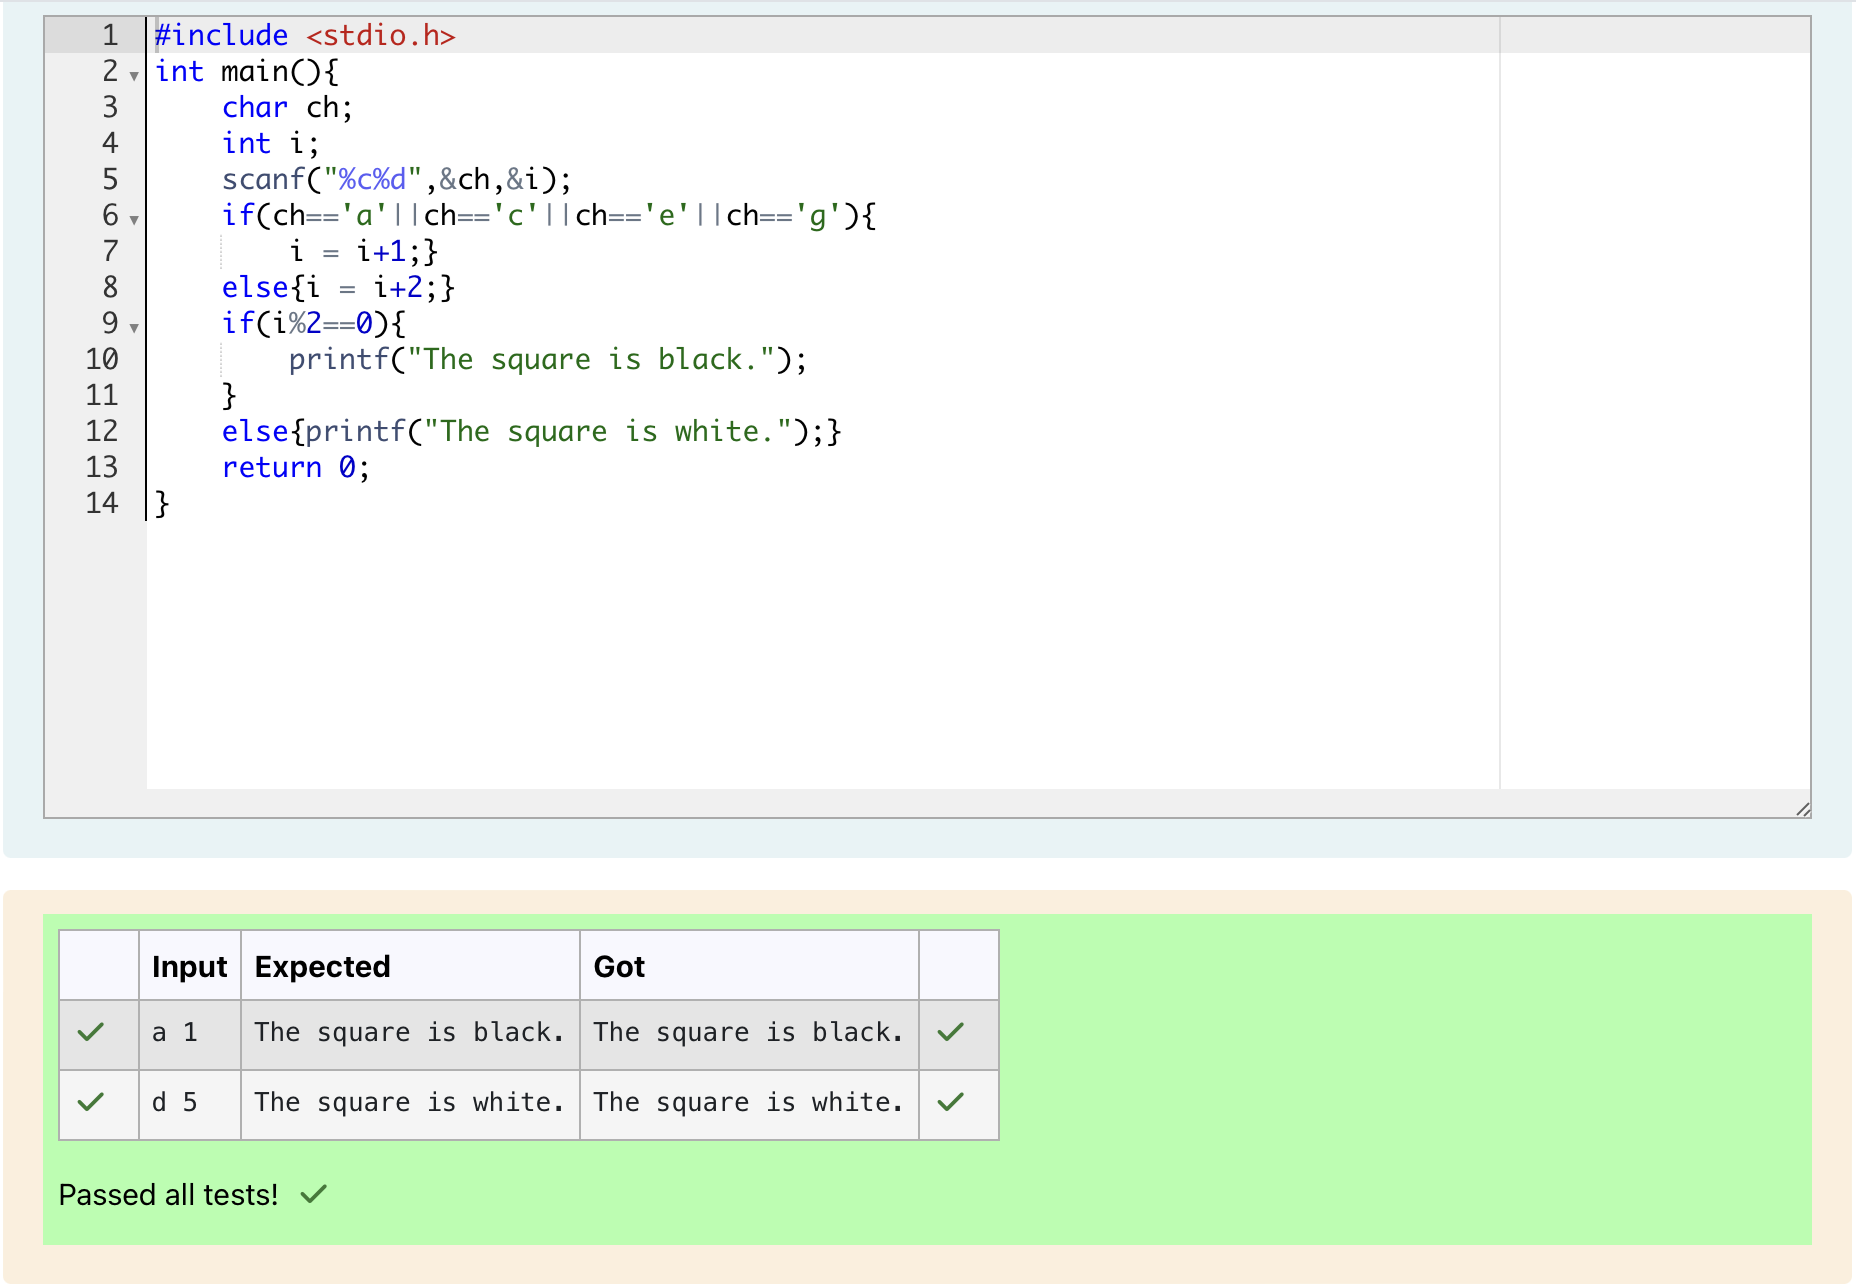 1 #include <stdio.h>
2 int main(){
3     char ch;
4     int i;
5     scanf("%c%d",&ch,&i);
6     if(ch=='a'||ch=='c'||ch=='e'||ch=='g'){
7         i = i+1;}
8     else{i = i+2;}
9     if(i%2==0){
10         printf("The square is black.");
11     }
12     else{printf("The square is white.");}
13     return 0;
14 }
Input Expected Got
a 1 The square is black. The square is black.
d 5 The square is white. The square is white.
Passed all tests!